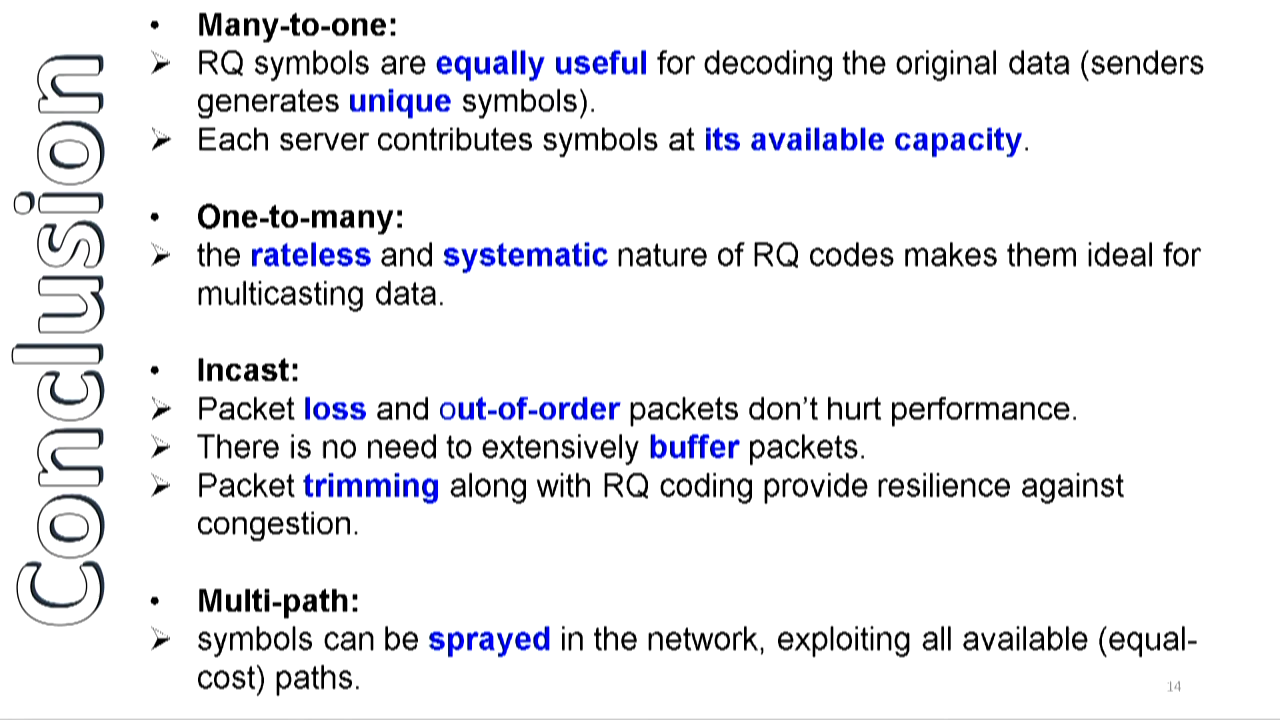 Conclusion
• Many-to-one:
➢ RQ symbols are equally useful for decoding the original data (senders
generates unique symbols).
➢ Each server contributes symbols at its available capacity.
• One-to-many:
➢ the rateless and systematic nature of RQ codes makes them ideal for
multicasting data.
• Incast:
➢ Packet loss and out-of-order packets don’t hurt performance.
➢ There is no need to extensively buffer packets.
➢ Packet trimming along with RQ coding provide resilience against
congestion.
• Multi-path:
➢ symbols can be sprayed in the network, exploiting all available (equal-
cost) paths.
14